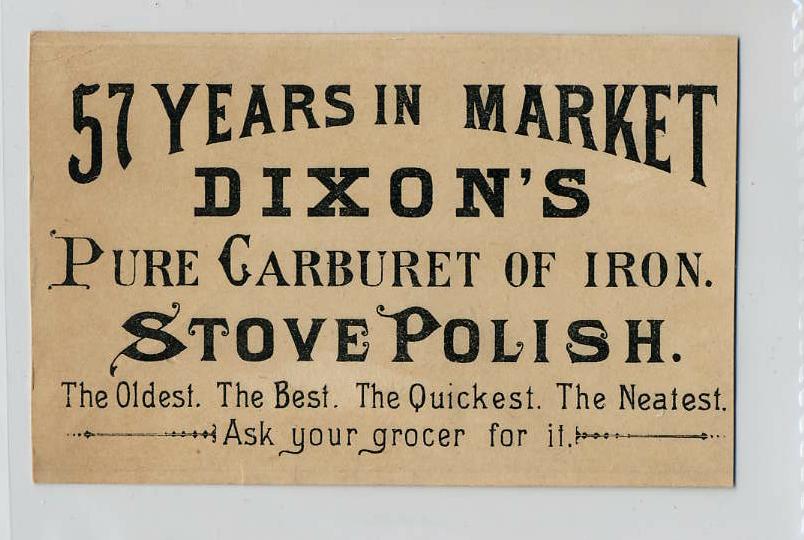 57 YEARS IN MARKET
DIXON'S
PURE CARBURET OF IRON.
STOVE POLISH.
The Oldest. The Best. The Quickest. The Neatest.
Ask your grocer for it.